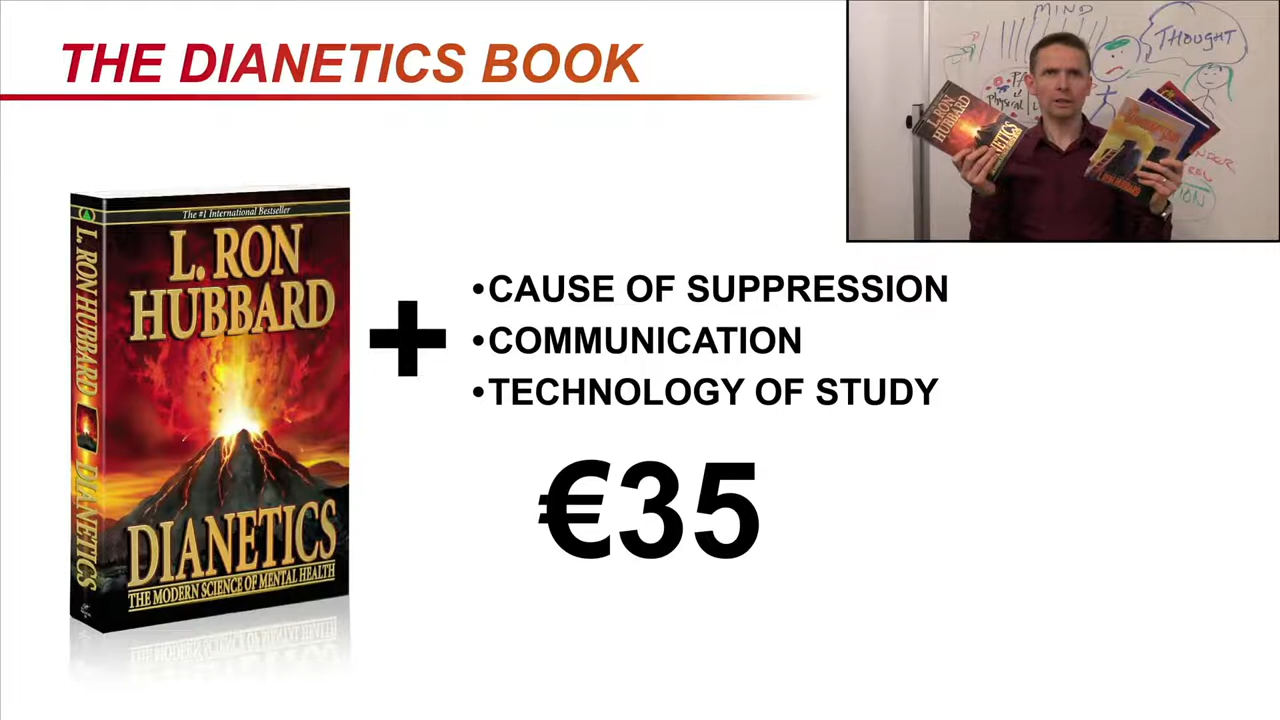 THE DIANETICS BOOK
MIND
THOUGHT
Physical
L. RON
HUBBARD
L. RON HUBBARD
The #1 International Bestseller
L. RON
HUBBARD
DIANETICS
DIANETICS
THE MODERN SCIENCE OF MENTAL HEALTH
+
•CAUSE OF SUPPRESSION
•COMMUNICATION
•TECHNOLOGY OF STUDY
€35